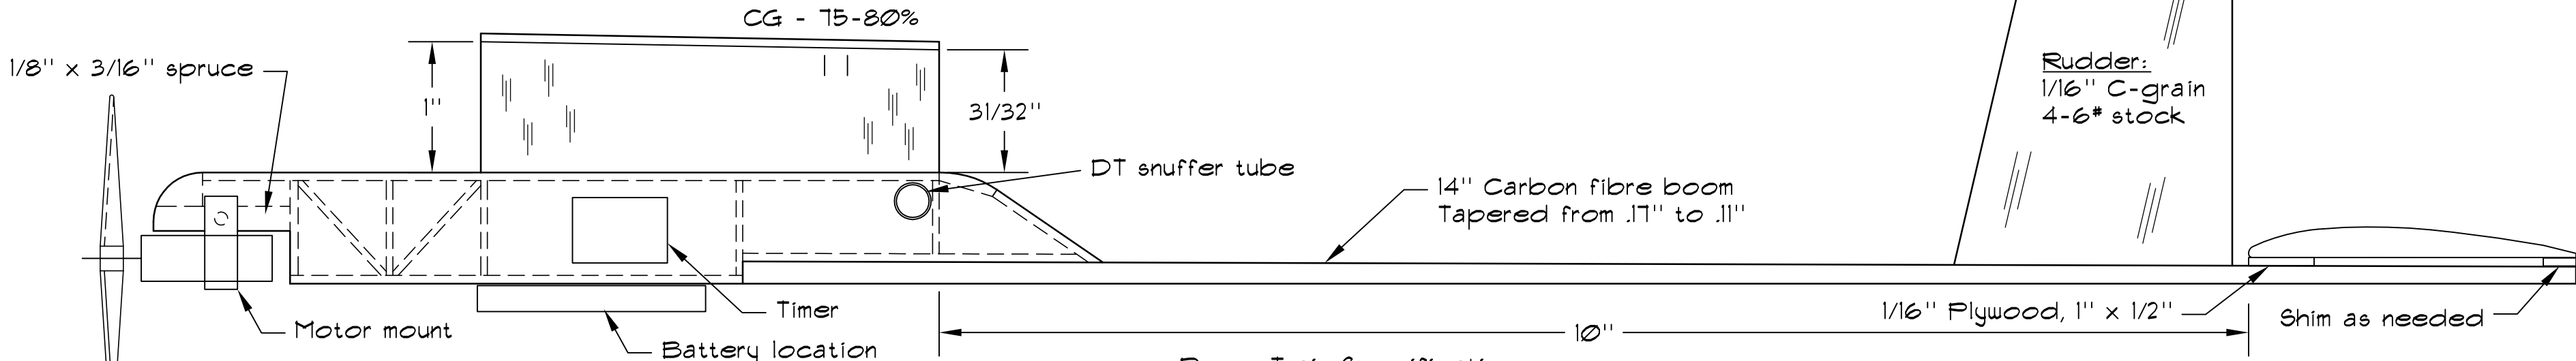 CG - 75-80%
1/8" x 3/16" spruce
1"
31/32"
Rudder:
1/16" C-grain
4-6# stock
DT snuffer tube
14" Carbon fibre boom
Tapered from .17" to .11"
Timer
Motor mount
Battery location
10"
1/16" Plywood, 1" x 1/2"
Shim as needed